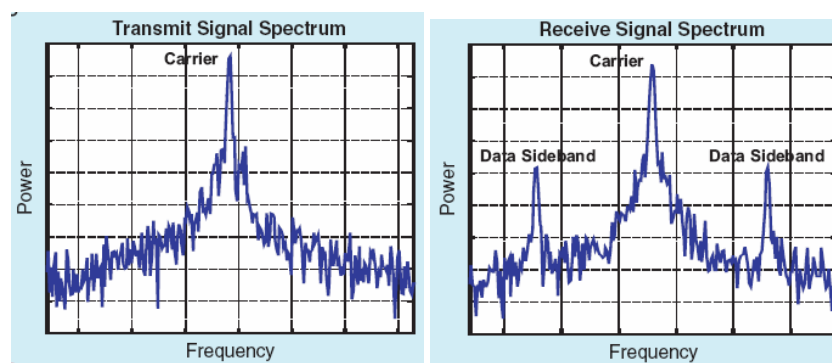 Transmit Signal Spectrum
Carrier
Power
Frequency
Receive Signal Spectrum
Carrier
Data Sideband
Data Sideband
Power
Frequency